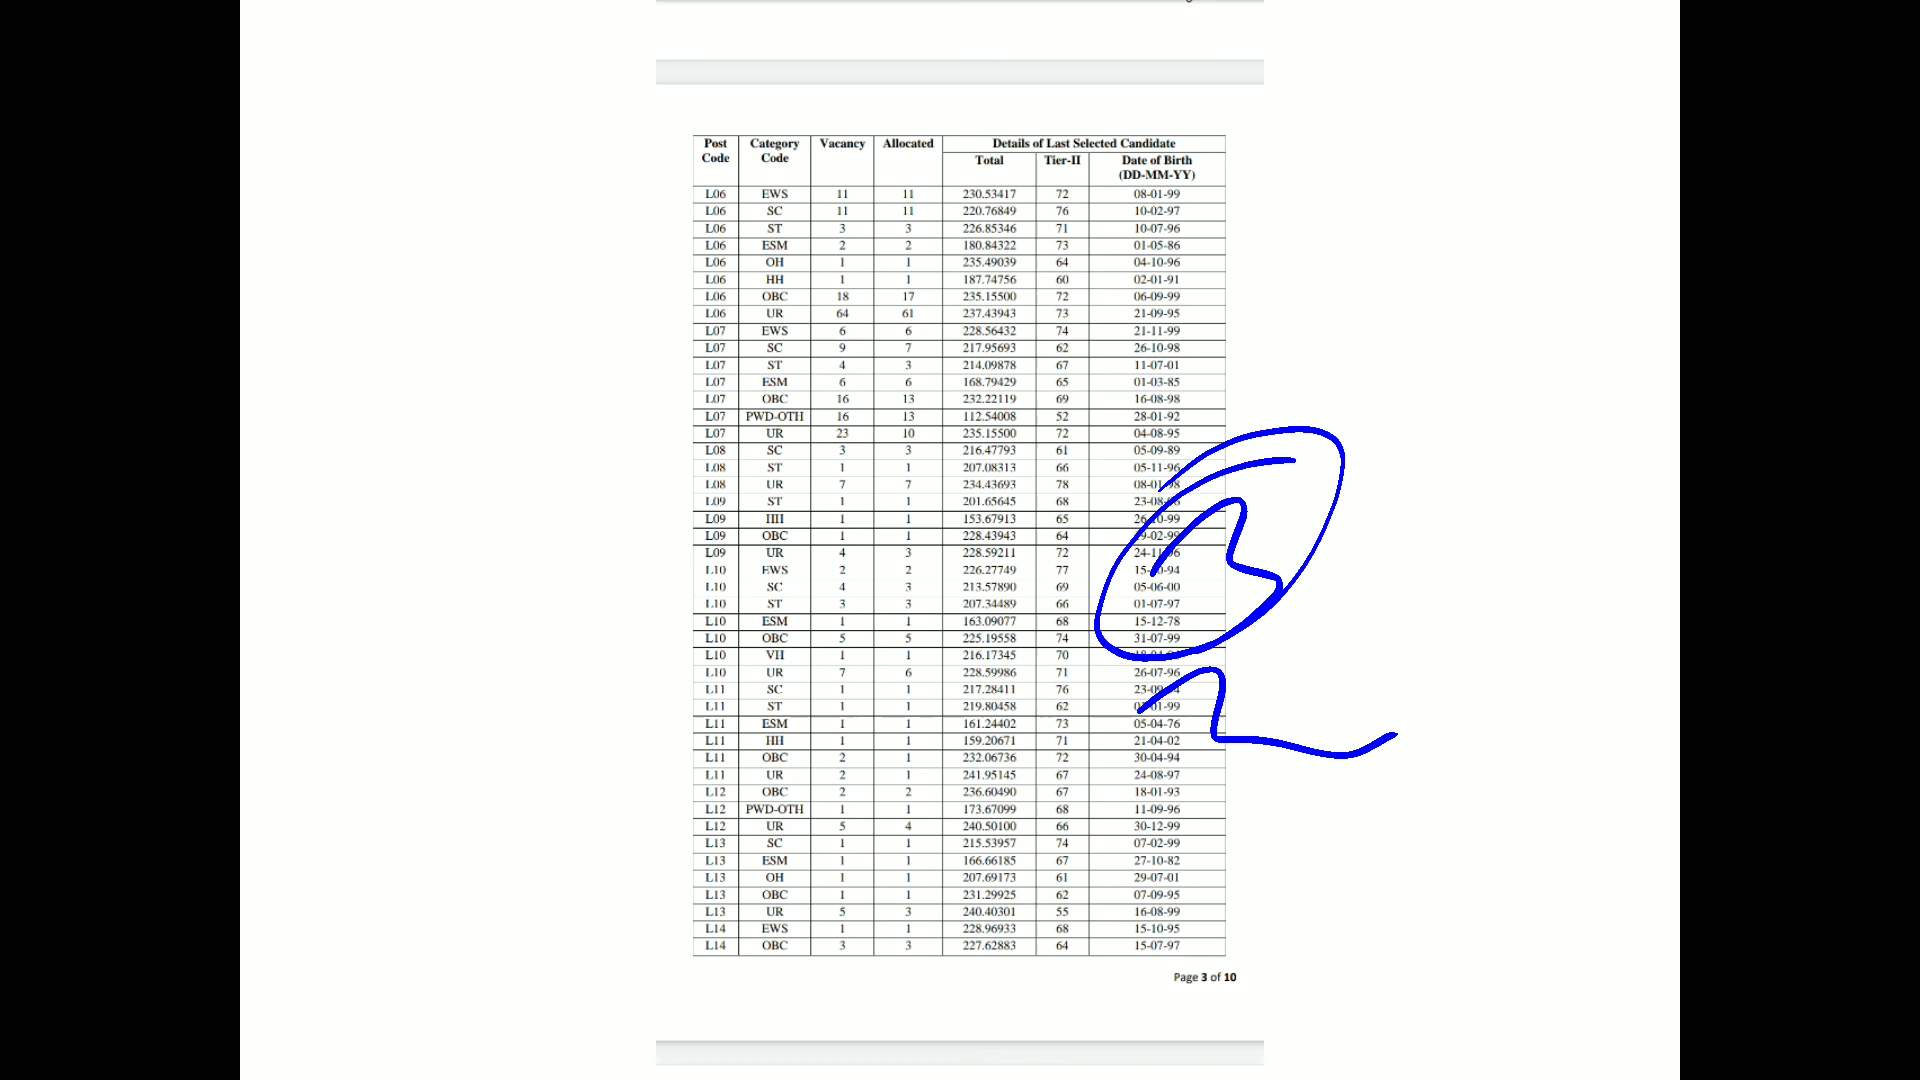 Post Code Category Code Vacancy Allocated Details of Last Selected Candidate
Total Tier-II Date of Birth (DD-MM-YY)
L06 EWS 11 11 230.53417 72 08-01-99
L06 SC 11 11 220.76849 76 10-02-97
L06 ST 3 3 226.85346 71 10-07-96
L06 ESM 2 2 180.84322 73 01-05-86
L06 OH 1 1 235.49039 64 04-10-96
L06 HH 1 1 187.74756 60 02-01-91
L06 OBC 18 17 235.15500 72 06-09-99
L06 UR 64 61 237.43943 73 21-09-95
L07 EWS 6 6 228.56432 74 21-11-99
L07 SC 9 7 217.95693 62 26-10-98
L07 ST 4 3 214.09878 67 11-07-01
L07 ESM 6 6 168.79429 65 01-03-85
L07 OBC 16 13 232.22119 69 16-08-98
L07 PWD-OTH 16 13 112.54008 52 28-01-92
L07 UR 23 10 235.15500 72 04-08-95
L08 SC 3 3 216.47793 61 05-09-89
L08 ST 1 1 207.08313 66 05-11-96
L08 UR 7 7 234.43693 78 08-01-98
L09 ST 1 1 201.65645 68
L09 HH 1 1 153.67913 65 26-10-99
L09 OBC 1 1 228.43943 64
L09 UR 4 3 228.59211 72 24-11-96
L10 EWS 2 2 226.27749 77 15-10-94
L10 SC 4 3 213.57890 69 05-06-00
L10 ST 3 3 207.34489 66 01-07-97
L10 ESM 1 1 163.09077 68 15-12-78
L10 OBC 5 5 225.19558 74 31-07-99
L10 VH 1 1 216.17345 70
L10 UR 7 6 228.59986 71 26-07-96
L11 SC 1 1 217.28411 76
L11 ST 1 1 219.80458 62
L11 ESM 1 1 161.24402 73 05-04-76
L11 HH 1 1 159.20671 71 21-04-02
L11 OBC 2 1 232.06736 72 30-04-94
L11 UR 2 1 241.95145 67 24-08-97
L12 OBC 2 2 236.60490 67 18-01-93
L12 PWD-OTH 1 1 173.67099 68 11-09-96
L12 UR 5 4 240.50100 66 30-12-99
L13 SC 1 1 215.53957 74 07-02-99
L13 ESM 1 1 166.66185 67 27-10-82
L13 OH 1 1 207.69173 61 29-07-01
L13 OBC 1 1 231.29925 62 07-09-95
L13 UR 5 3 240.40301 55 16-08-99
L14 EWS 1 1 228.96933 68 15-10-95
L14 OBC 3 3 227.62883 64 15-07-97
Page 3 of 10